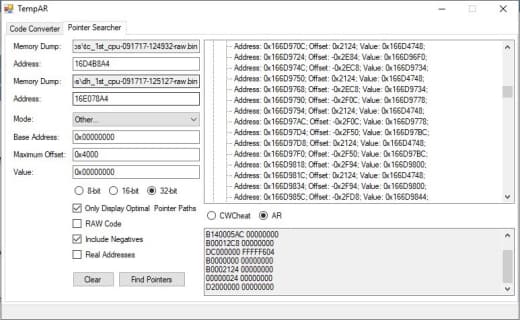 TempAR
Code Converter
Pointer Searcher
Memory Dump:
os\tc_1st_cpu-091717-124932-raw.bin
Address:
16D4B8A4
Memory Dump:
s\dh_1st_cpu-091717-125127-raw.bin
Address:
16E078A4
Mode:
Other...
Base Address:
0x00000000
Maximum Offset:
0x4000
Value:
0x00000000
8-bit
16-bit
32-bit
Only Display Optimal Pointer Paths
RAW Code
Include Negatives
Real Addresses
Clear
Find Pointers
Address: 0x166D970C; Offset: 0x2124; Value: 0x166D4748;
Address: 0x166D9724; Offset: -0x2E84; Value: 0x166D96F0;
Address: 0x166D974C; Offset: -0x2EC8; Value: 0x166D9734;
Address: 0x166D9750; Offset: 0x2124; Value: 0x166D4748;
Address: 0x166D9768; Offset: -0x2EC8; Value: 0x166D9734;
Address: 0x166D9790; Offset: -0x2F0C; Value: 0x166D9778;
Address: 0x166D9794; Offset: 0x2124; Value: 0x166D4748;
Address: 0x166D97AC; Offset: -0x2F0C; Value: 0x166D9778;
Address: 0x166D97D4; Offset: -0x2F50; Value: 0x166D97BC;
Address: 0x166D97D8; Offset: 0x2124; Value: 0x166D4748;
Address: 0x166D97F0; Offset: -0x2F50; Value: 0x166D97BC;
Address: 0x166D9818; Offset: -0x2F94; Value: 0x166D9800;
Address: 0x166D981C; Offset: 0x2124; Value: 0x166D4748;
Address: 0x166D9834; Offset: -0x2F94; Value: 0x166D9800;
Address: 0x166D985C; Offset: -0x2FD8; Value: 0x166D9844;
CWCheat
AR
B14005AC 00000000
B00012C8 00000000
DC000000 FFFFF604
B0000000 00000000
B0002124 00000000
00000024 00000000
D2000000 00000000